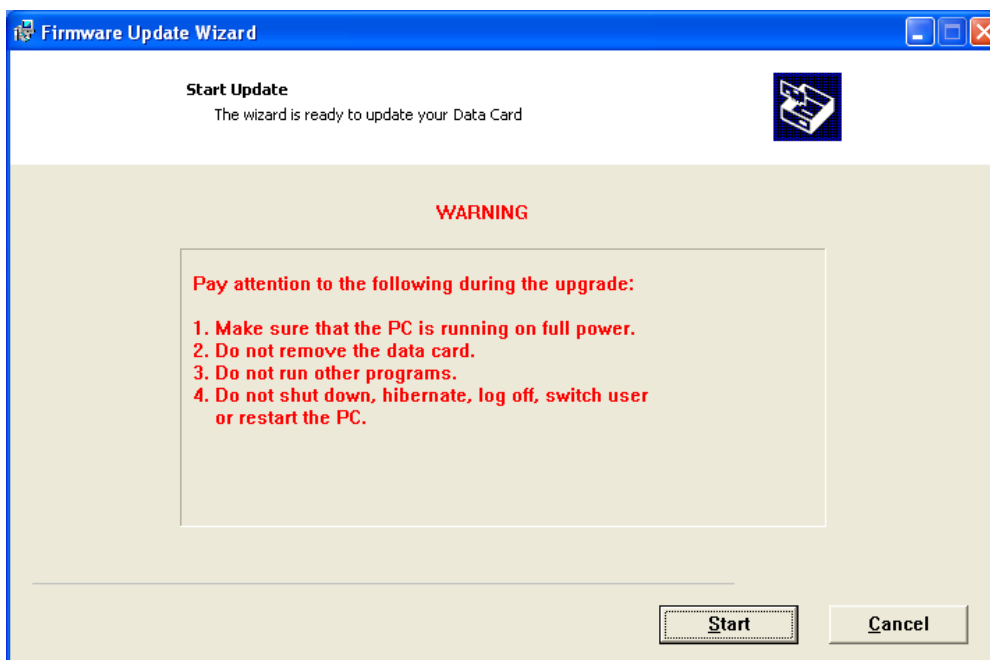 Firmware Update Wizard
Start Update
The wizard is ready to update your Data Card
WARNING
Pay attention to the following during the upgrade:
1. Make sure that the PC is running on full power.
2. Do not remove the data card.
3. Do not run other programs.
4. Do not shut down, hibernate, log off, switch user
or restart the PC.
Start
Cancel